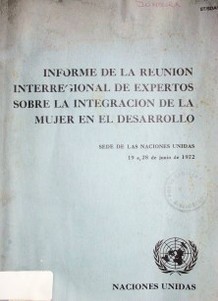 INFORME DE LA REUNION
INTERREGIONAL DE EXPERTOS
SOBRE LA INTEGRACION DE LA
MUJER EN EL DESARROLLO
SEDE DE LAS NACIONES UNIDAS
19 a 28 de junio de 1972
NACIONES UNIDAS